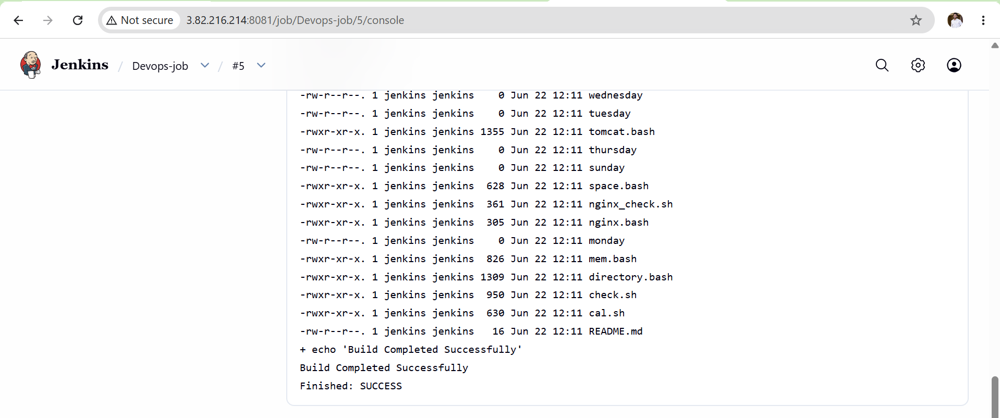 Not secure 3.82.216.214:8081/job/Devops-job/5/console
Jenkins / Devops-job / #5
-rw-r--r--. 1 jenkins jenkins    0 Jun 22 12:11 wednesday
-rw-r--r--. 1 jenkins jenkins    0 Jun 22 12:11 tuesday
-rwxr-xr-x. 1 jenkins jenkins 1355 Jun 22 12:11 tomcat.bash
-rw-r--r--. 1 jenkins jenkins    0 Jun 22 12:11 thursday
-rw-r--r--. 1 jenkins jenkins    0 Jun 22 12:11 sunday
-rwxr-xr-x. 1 jenkins jenkins  628 Jun 22 12:11 space.bash
-rwxr-xr-x. 1 jenkins jenkins  361 Jun 22 12:11 nginx_check.sh
-rwxr-xr-x. 1 jenkins jenkins  305 Jun 22 12:11 nginx.bash
-rw-r--r--. 1 jenkins jenkins    0 Jun 22 12:11 monday
-rwxr-xr-x. 1 jenkins jenkins  826 Jun 22 12:11 mem.bash
-rwxr-xr-x. 1 jenkins jenkins 1309 Jun 22 12:11 directory.bash
-rwxr-xr-x. 1 jenkins jenkins  950 Jun 22 12:11 check.sh
-rwxr-xr-x. 1 jenkins jenkins  630 Jun 22 12:11 cal.sh
-rw-r--r--. 1 jenkins jenkins   16 Jun 22 12:11 README.md
+ echo 'Build Completed Successfully'
Build Completed Successfully
Finished: SUCCESS